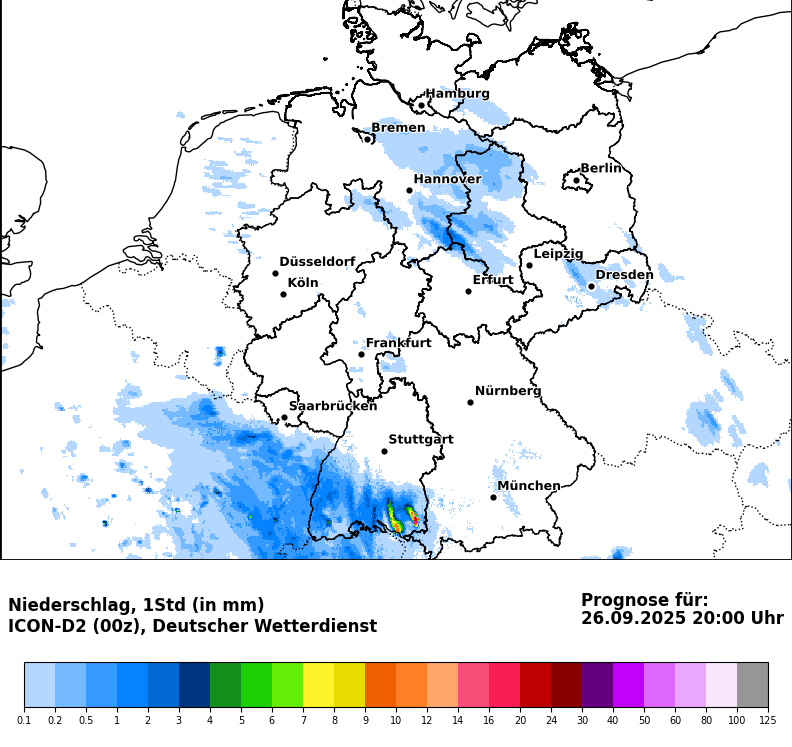 Hamburg
Bremen
Berlin
Hannover
Leipzig
Düsseldorf
Dresden
Köln
Erfurt
Frankfurt
Nürnberg
Saarbrücken
Stuttgart
München
Niederschlag, 1Std (in mm)
ICON-D2 (00z), Deutscher Wetterdienst
Prognose für:
26.09.2025 20:00 Uhr
0.1 0.2 0.5 1 2 3 4 5 6 7 8 9 10 12 14 16 20 24 30 40 50 60 80 100 125